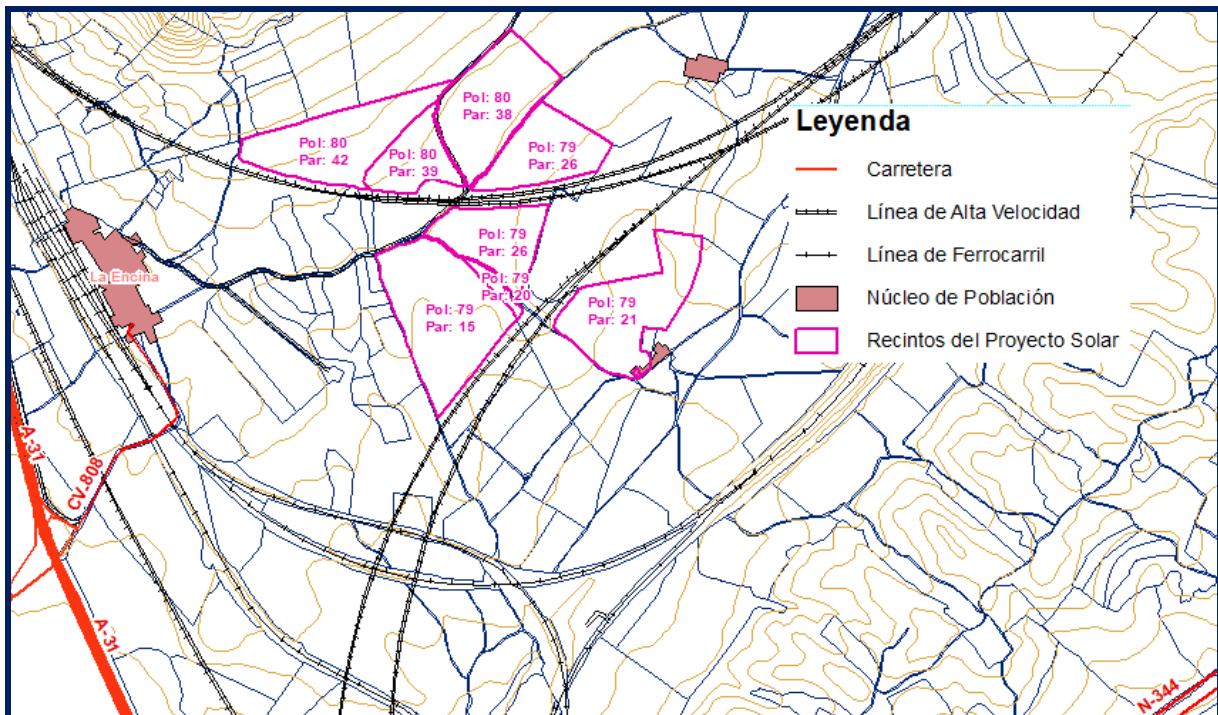 Pol: 80
Par: 38
Pol: 80
Par: 42
Pol: 80
Par: 39
Pol: 79
Par: 26
Leyenda
Carretera
Línea de Alta Velocidad
Línea de Ferrocarril
Núcleo de Población
Recintos del Proyecto Solar
Pol: 79
Par: 26
La Encina
Pol: 79
Par: 20
Pol: 79
Par: 15
Pol: 79
Par: 21
A-31
CV-808
A-31
N-344